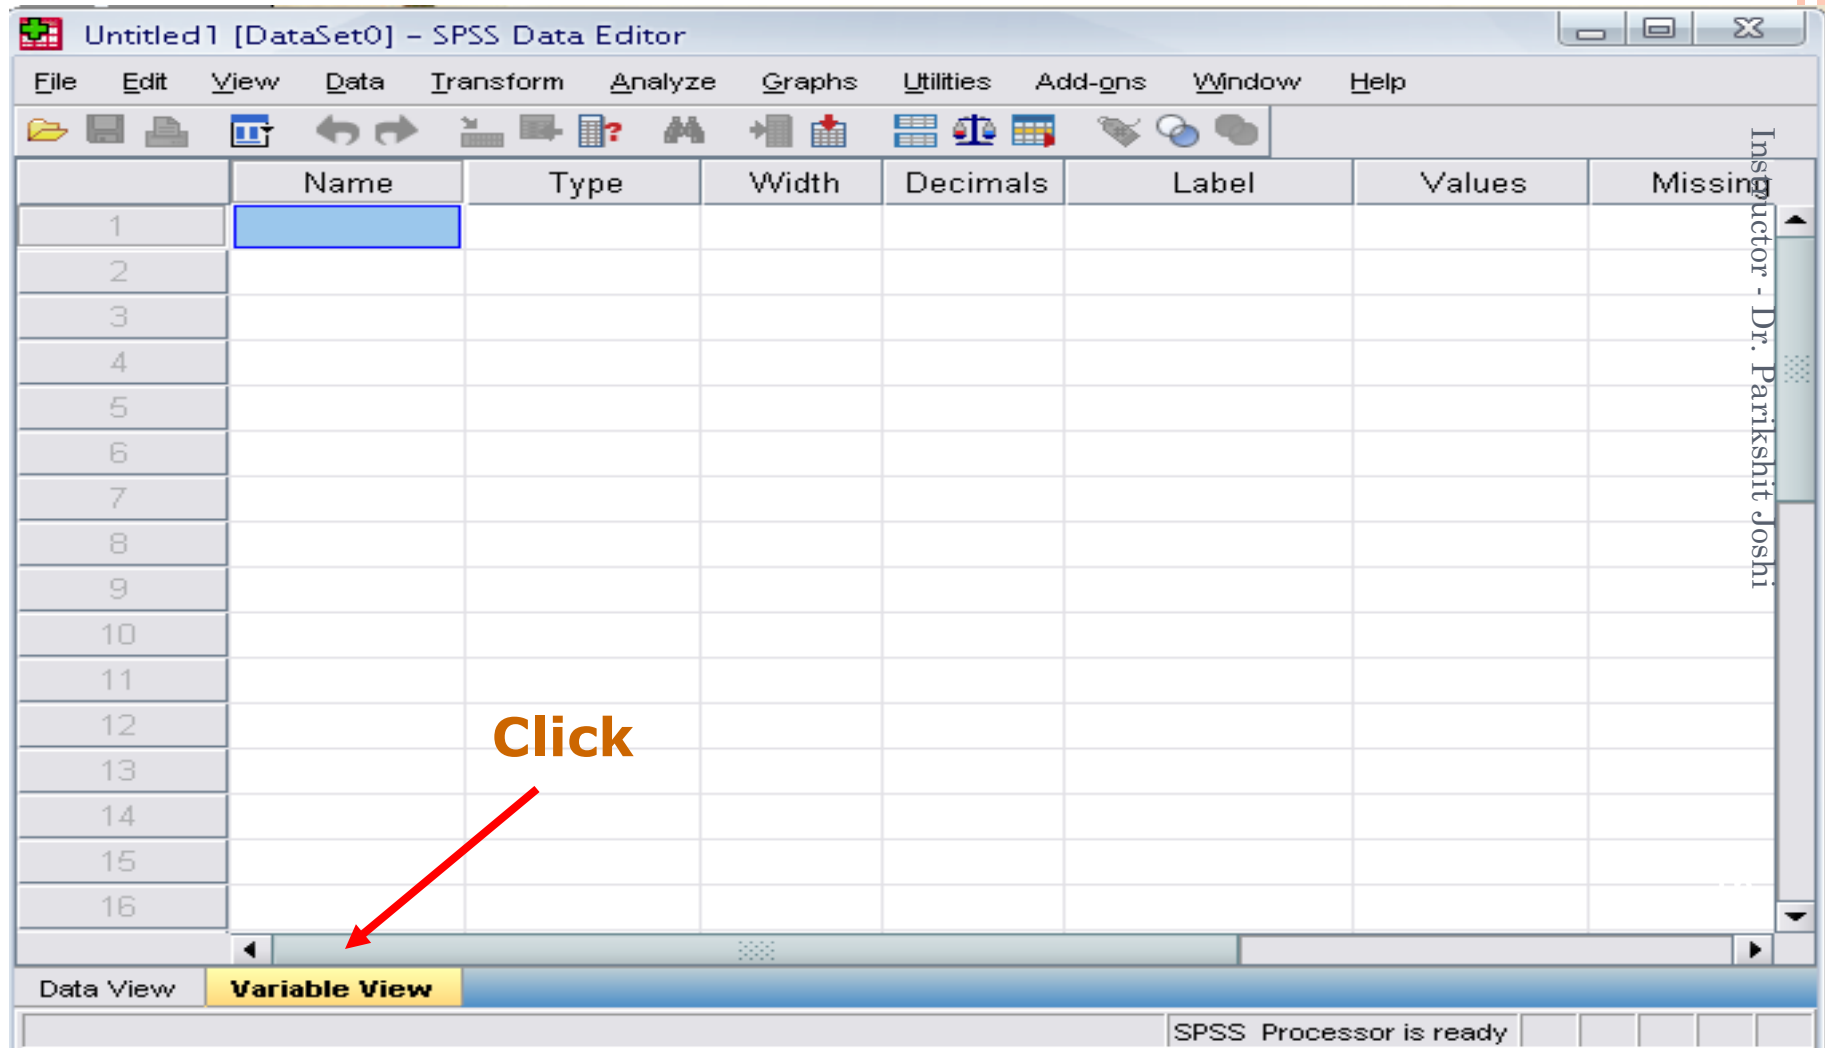 Untitled1 [DataSet0] – SPSS Data Editor
File Edit View Data Transform Analyze Graphs Utilities Add-ons Window Help
Name Type Width Decimals Label Values Missing
1
2
3
4
5
6
7
8
9
10
11
12
13
14
15
16
Click
Data View Variable View
SPSS Processor is ready
Instructor - Dr. Parikshit Joshi